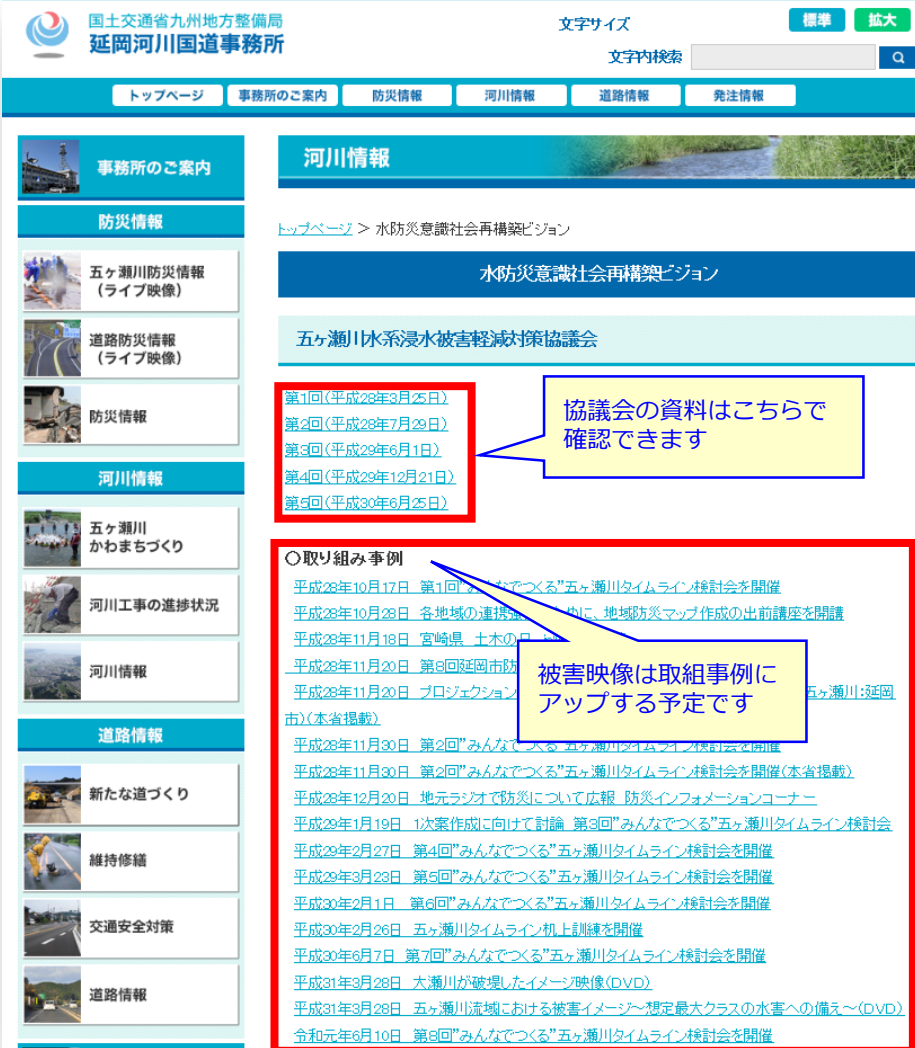 国土交通省九州地方整備局
延岡河川国道事務所
文字サイズ
標準
拡大
文字内検索
トップページ
事務所のご案内
防災情報
河川情報
道路情報
発注情報
事務所のご案内
防災情報
五ヶ瀬川防災情報
(ライブ映像)
道路防災情報
(ライブ映像)
防災情報
河川情報
五ヶ瀬川
かわまちづくり
河川工事の進捗状況
河川情報
道路情報
新たな道づくり
維持修繕
交通安全対策
道路情報
河川情報
トップページ > 水防災意識社会再構築ビジョン
水防災意識社会再構築ビジョン
五ヶ瀬川水系浸水被害軽減対策協議会
第1回(平成28年3月25日)
第2回(平成28年7月29日)
第3回(平成29年6月1日)
第4回(平成29年12月21日)
第5回(平成30年6月25日)
協議会の資料はこちらで
確認できます
○取り組み事例
平成28年10月17日 第1回"みんなでつくる"五ヶ瀬川タイムライン検討会を開催
平成28年10月28日 各地域の連携強 ために、地域防災マップ作成の出前講座を開講
平成28年11月18日 宮崎県 土木の日
平成28年11月20日 第8回延岡市防
平成28年11月20日 プロジェクション 五ヶ瀬川:延岡
市)(本省掲載)
被害映像は取組事例に
アップする予定です
平成28年11月30日 第2回"みんなでつくる"五ヶ瀬川タイムライン検討会を開催
平成28年11月30日 第2回"みんなでつくる"五ヶ瀬川タイムライン検討会を開催(本省掲載)
平成28年12月20日 地元ラジオで防災について広報 防災インフォメーションコーナー
平成29年1月19日 1次案作成に向けて討論 第3回"みんなでつくる"五ヶ瀬川タイムライン検討会
平成29年2月27日 第4回"みんなでつくる"五ヶ瀬川タイムライン検討会を開催
平成29年3月23日 第5回"みんなでつくる"五ヶ瀬川タイムライン検討会を開催
平成30年2月1日 第6回"みんなでつくる"五ヶ瀬川タイムライン検討会を開催
平成30年2月26日 五ヶ瀬川タイムライン机上訓練を開催
平成30年6月7日 第7回"みんなでつくる"五ヶ瀬川タイムライン検討会を開催
平成31年3月28日 大瀬川が破堤したイメージ映像(DVD)
平成31年3月28日 五ヶ瀬川流域における被害イメージ~想定最大クラスの水害への備え~(DVD)
令和元年6月10日 第8回"みんなでつくる"五ヶ瀬川タイムライン検討会を開催